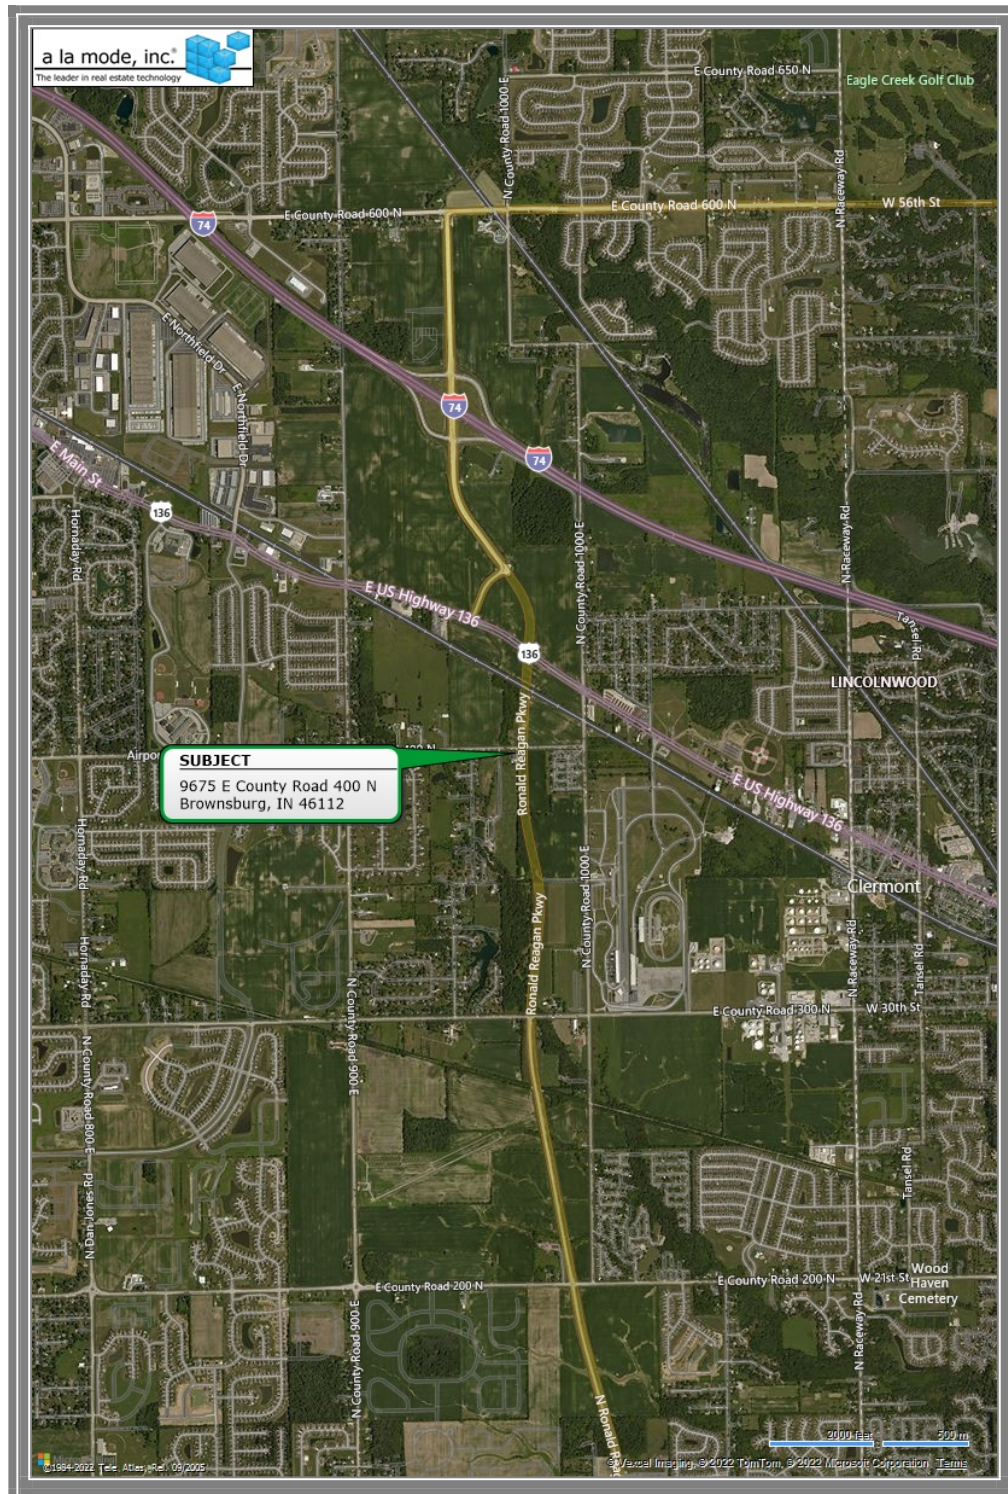 a la mode, inc.®
The leader in real estate technology
E County Road 650 N
Eagle Creek Golf Club
N County Road 1000 E
N Raceway Rd
E County Road 600 N
E County Road 600 N
W 56th St
74
E Northfield Dr
E Northfield Dr
74
74
E Main St
136
Hornaday Rd
N County Road 1000 E
N Raceway Rd
E US Highway 136
Tansel Rd
136
LINCOLNWOOD
Ronald Reagan Pkwy
SUBJECT
9675 E County Road 400 N
Brownsburg, IN 46112
E US Highway 136
Hornaday Rd
N County Road 1000 E
Clermont
Ronald Reagan Pkwy
Hornaday Rd
N Raceway Rd
Tansel Rd
N County Road 900 E
E County Road 300 N
W 30th St
N County Road 800 E
Tansel Rd
N Dan Jones Rd
E County Road 200 N
E County Road 200 N
W 21st St
Wood
Haven
Cemetery
N County Road 900 E
N Raceway Rd
N Ronald
2000 feet
500 m
©1984-2022 Tele Atlas, Rel. 09/2005
© Vexcel Imaging, © 2022 TomTom, © 2022 Microsoft Corporation Terms